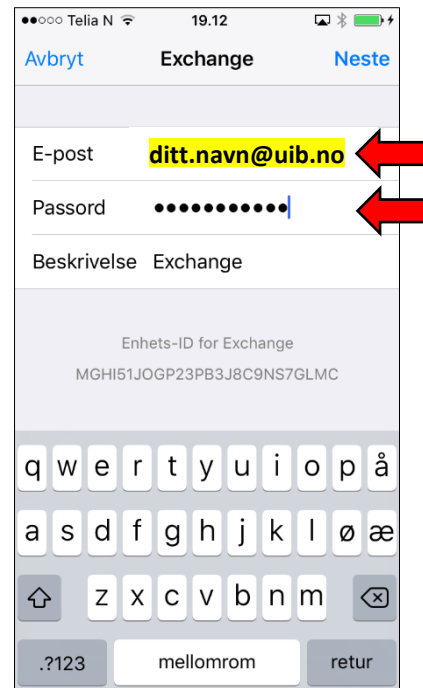 ●●○○○ Telia N 19.12
Avbryt Exchange Neste
E-post ditt.navn@uib.no
Passord ●●●●●●●●●●●
Beskrivelse Exchange
Enhets-ID for Exchange
MGHI51JOGP23PB3J8C9NS7GLMC
q w e r t y u i o p å
a s d f g h j k l ø æ
z x c v b n m
.?123 mellomrom retur